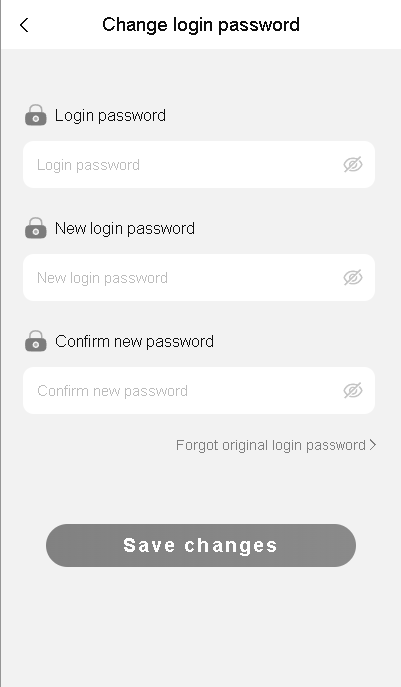 Change login password
Login password
Login password
New login password
New login password
Confirm new password
Confirm new password
Forgot original login password
Save changes